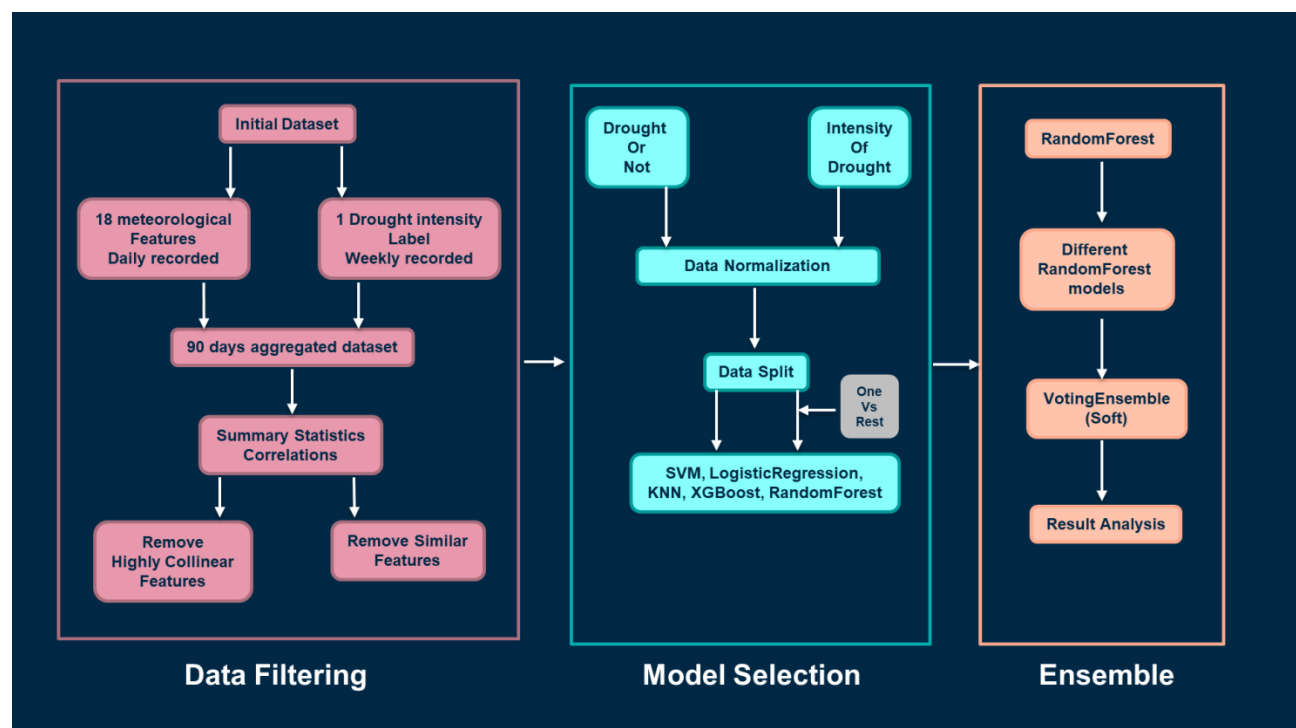 Initial Dataset
18 meteorological
Features
Daily recorded
1 Drought intensity
Label
Weekly recorded
90 days aggregated dataset
Summary Statistics
Correlations
Remove
Highly Collinear
Features
Remove Similar
Features
Data Filtering
Drought
Or
Not
Intensity
Of
Drought
Data Normalization
Data Split
One
Vs
Rest
SVM, LogisticRegression,
KNN, XGBoost, RandomForest
Model Selection
RandomForest
Different
RandomForest
models
VotingEnsemble
(Soft)
Result Analysis
Ensemble